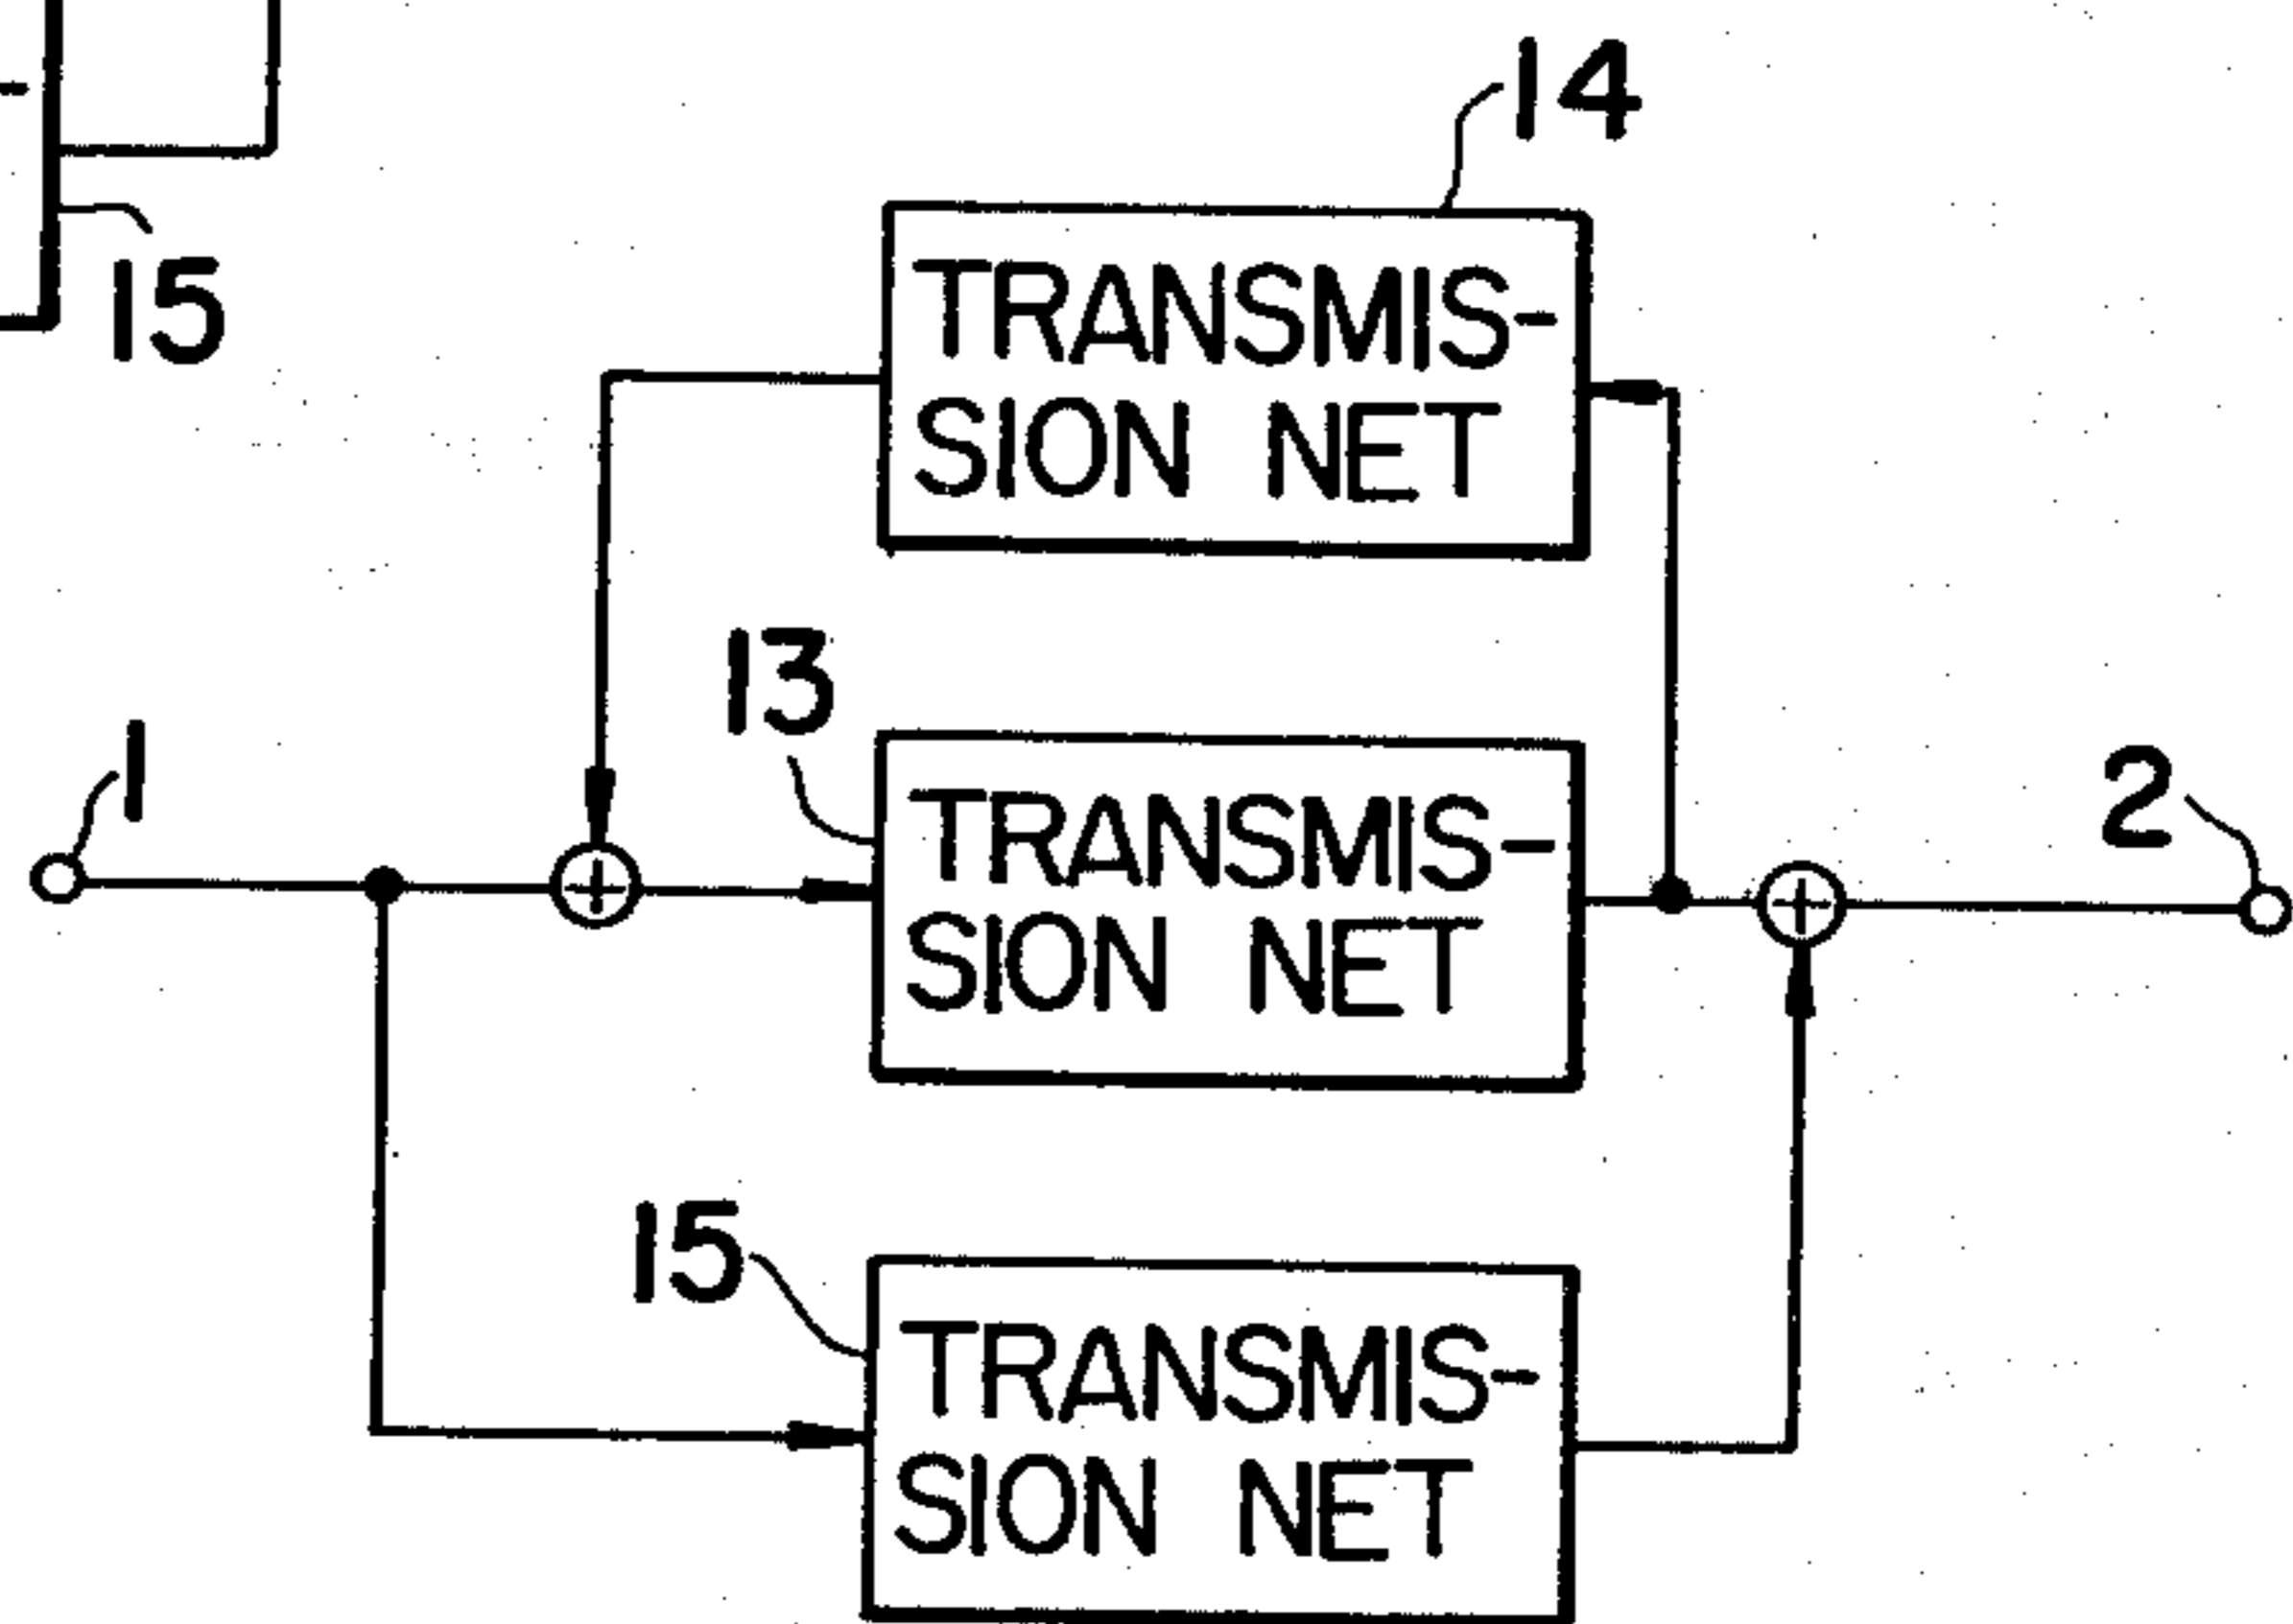 14
15
TRANSMIS-
SION NET
13
1
2
TRANSMIS-
SION NET
15
TRANSMIS-
SION NET